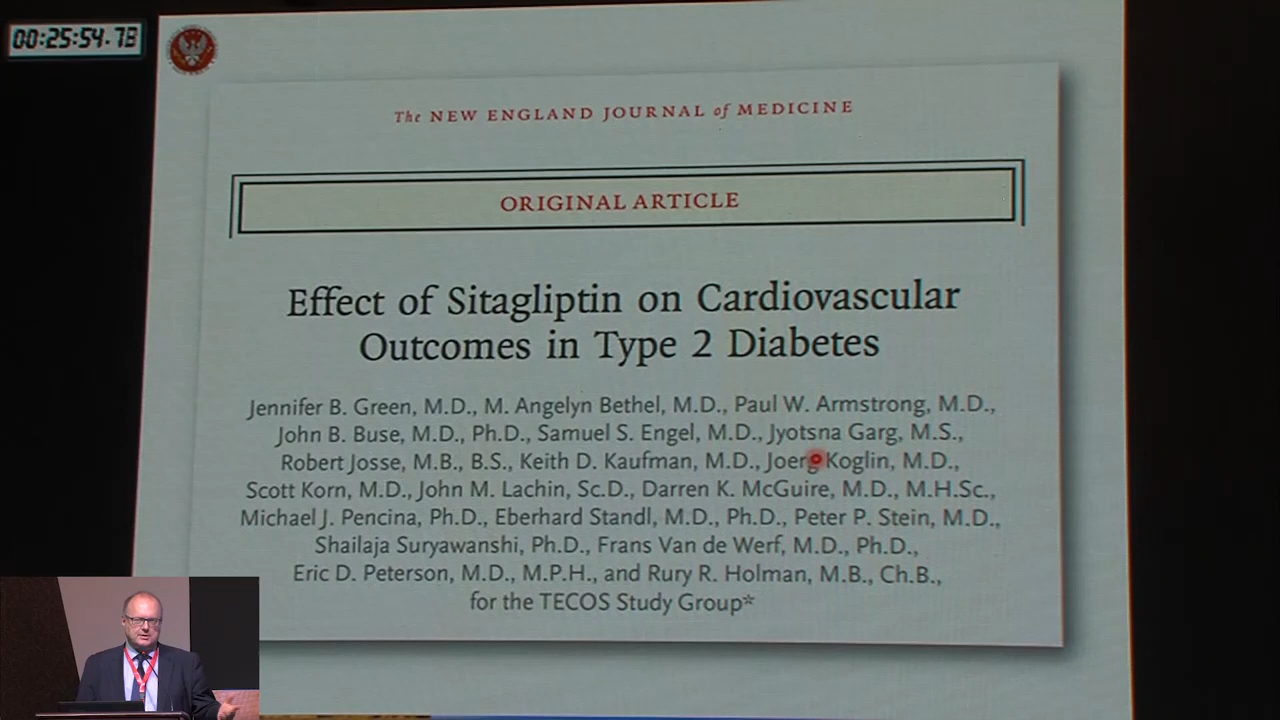 00:25:54.78
The NEW ENGLAND JOURNAL of MEDICINE
ORIGINAL ARTICLE
Effect of Sitagliptin on Cardiovascular
Outcomes in Type 2 Diabetes
Jennifer B. Green, M.D., M. Angelyn Bethel, M.D., Paul W. Armstrong, M.D.,
John B. Buse, M.D., Ph.D., Samuel S. Engel, M.D., Jyotsna Garg, M.S.,
Robert Josse, M.B., B.S., Keith D. Kaufman, M.D., Joerg Koglin, M.D.,
Scott Korn, M.D., John M. Lachin, Sc.D., Darren K. McGuire, M.D., M.H.Sc.,
Michael J. Pencina, Ph.D., Eberhard Standl, M.D., Ph.D., Peter P. Stein, M.D.,
Shailaja Suryawanshi, Ph.D., Frans Van de Werf, M.D., Ph.D.,
Eric D. Peterson, M.D., M.P.H., and Rury R. Holman, M.B., Ch.B.,
for the TECOS Study Group*